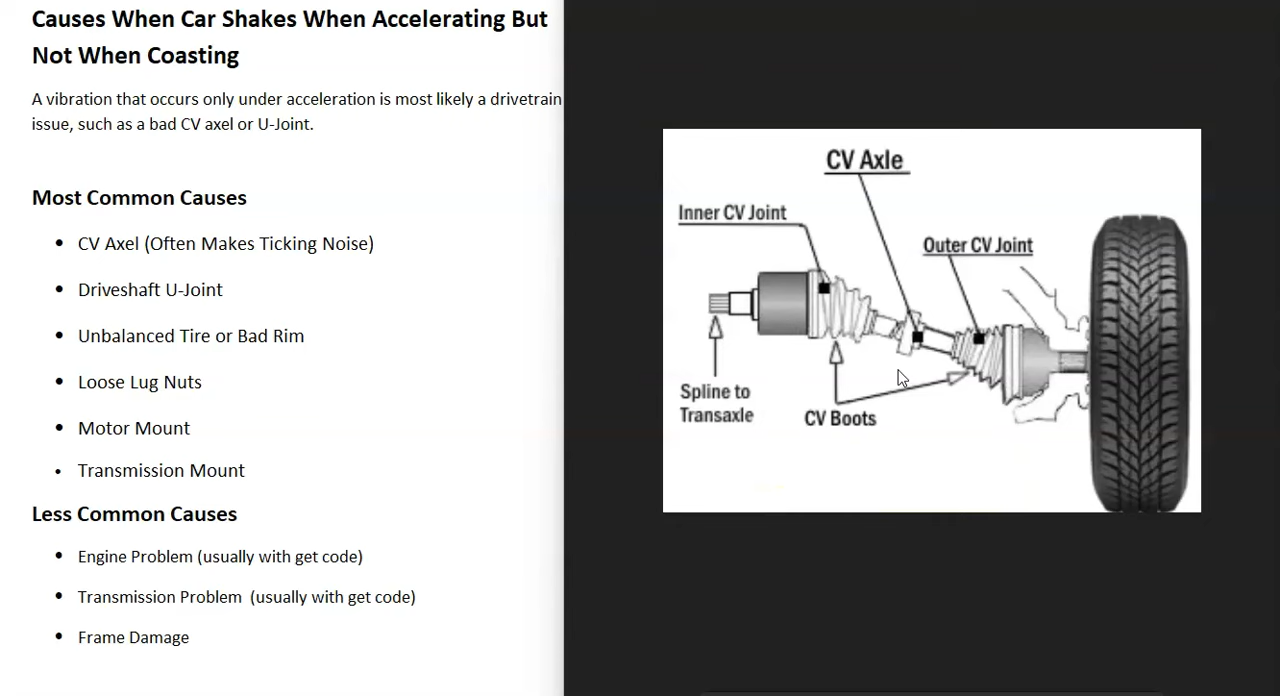 Causes When Car Shakes When Accelerating But
Not When Coasting
A vibration that occurs only under acceleration is most likely a drivetrain
issue, such as a bad CV axel or U-Joint.
Most Common Causes
• CV Axel (Often Makes Ticking Noise)
• Driveshaft U-Joint
• Unbalanced Tire or Bad Rim
• Loose Lug Nuts
• Motor Mount
• Transmission Mount
Less Common Causes
• Engine Problem (usually with get code)
• Transmission Problem (usually with get code)
• Frame Damage
CV Axle
Inner CV Joint
Outer CV Joint
Spline to
Transaxle
CV Boots